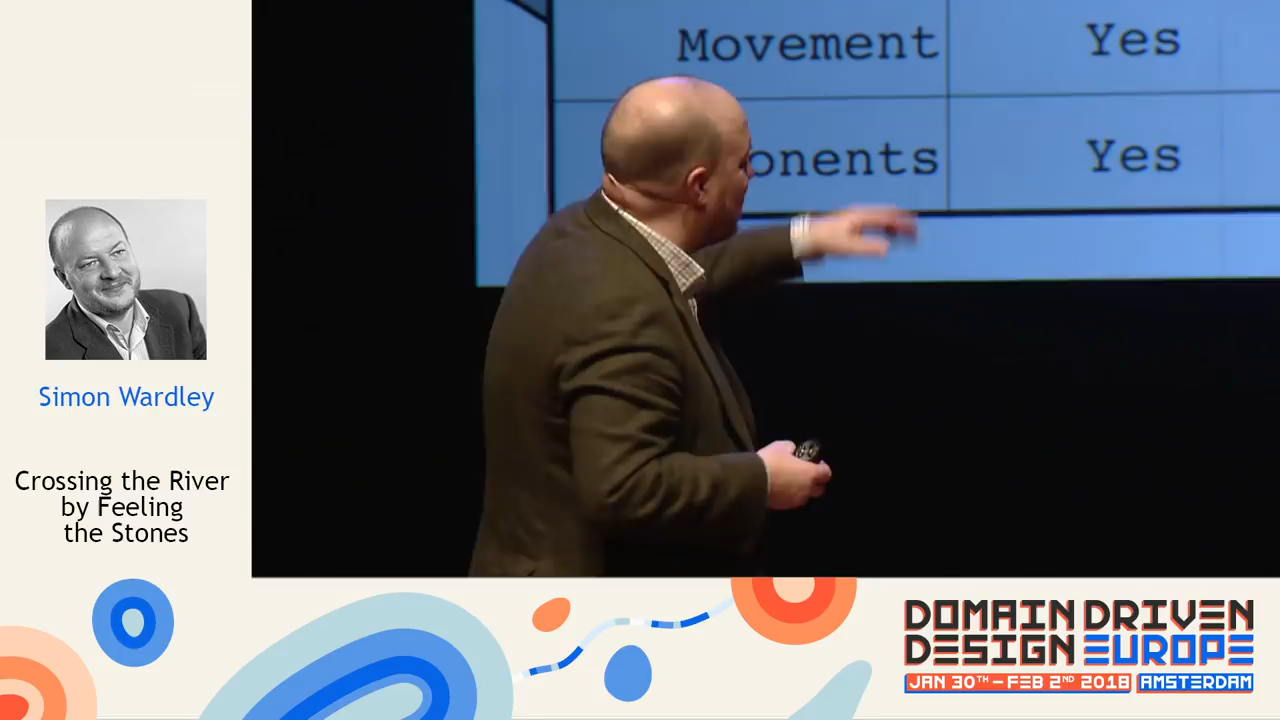 Movement Yes
onents Yes
Simon Wardley
Crossing the River
by Feeling
the Stones
DOMAIN DRIVEN
DESIGN EUROPE
JAN 30TH - FEB 2ND 2018 AMSTERDAM